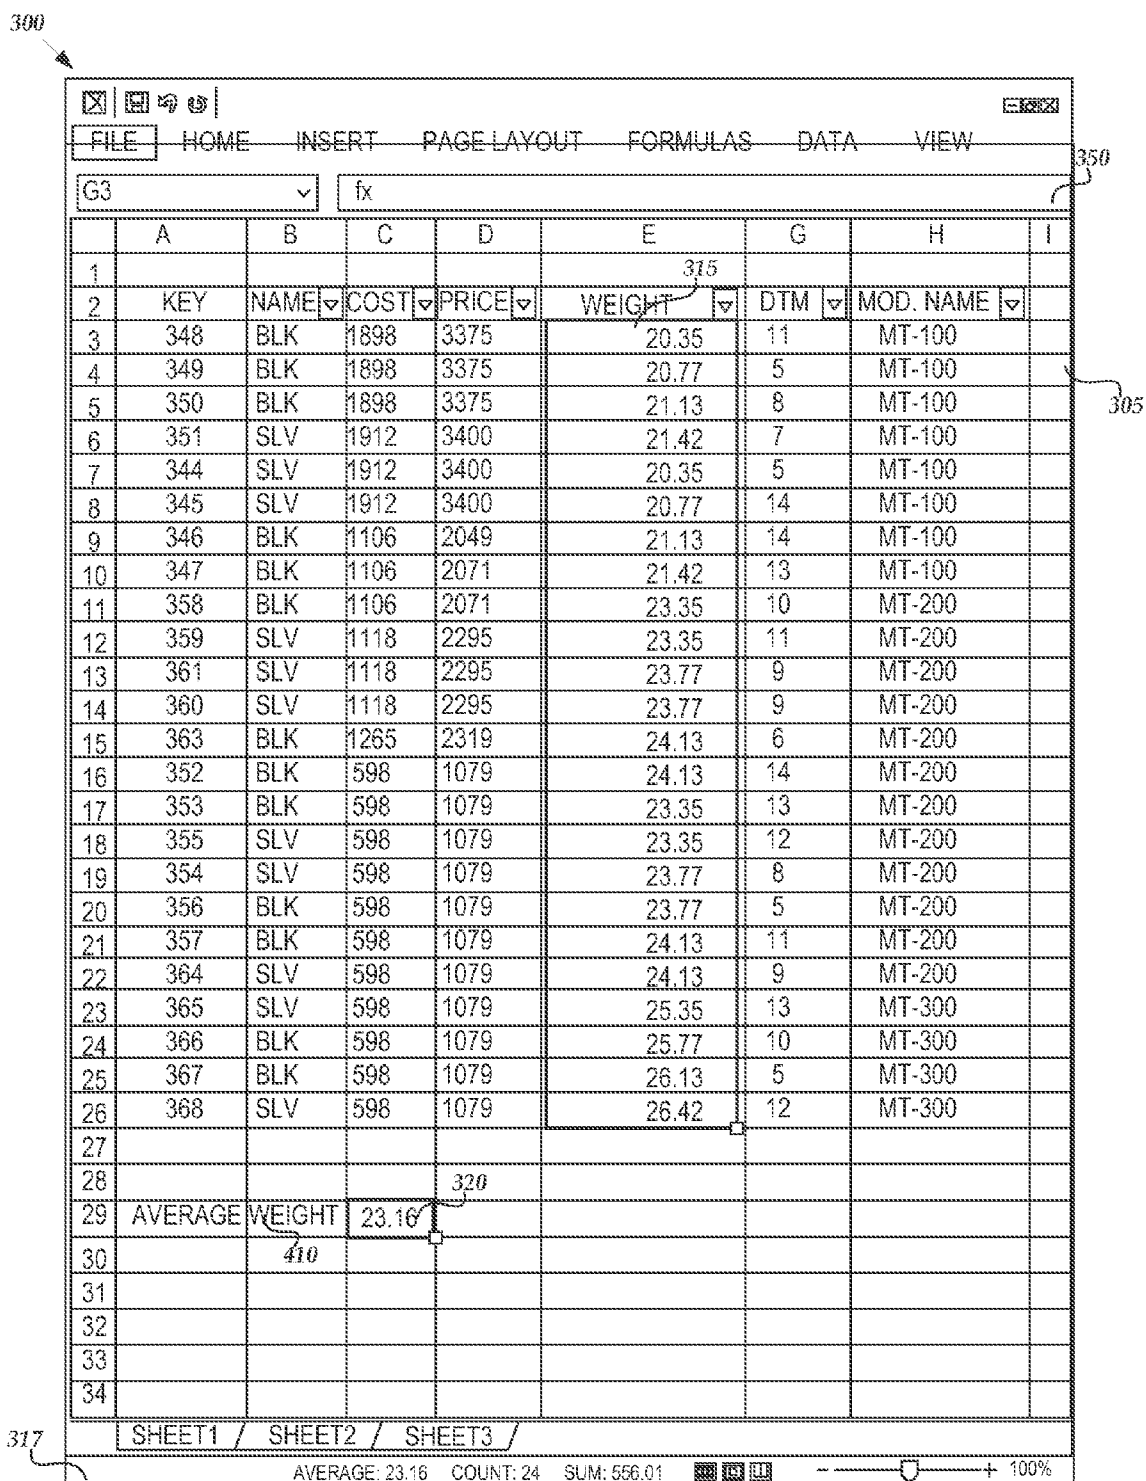 300
FILE HOME INSERT PAGE LAYOUT FORMULAS DATA VIEW
350
G3 fx
A B C D E G H I
1 315
2 KEY NAME COST PRICE WEIGHT DTM MOD. NAME
3 348 BLK 1898 3375 20.35 11 MT-100
4 349 BLK 1898 3375 20.77 5 MT-100
305
5 350 BLK 1898 3375 21.13 8 MT-100
6 351 SLV 1912 3400 21.42 7 MT-100
7 344 SLV 1912 3400 20.35 5 MT-100
8 345 SLV 1912 3400 20.77 14 MT-100
9 346 BLK 1106 2049 21.13 14 MT-100
10 347 BLK 1106 2071 21.42 13 MT-100
11 358 BLK 1106 2071 23.35 10 MT-200
12 359 SLV 1118 2295 23.35 11 MT-200
13 361 SLV 1118 2295 23.77 9 MT-200
14 360 SLV 1118 2295 23.77 9 MT-200
15 363 BLK 1265 2319 24.13 6 MT-200
16 352 BLK 598 1079 24.13 14 MT-200
17 353 BLK 598 1079 23.35 13 MT-200
18 355 SLV 598 1079 23.35 12 MT-200
19 354 SLV 598 1079 23.77 8 MT-200
20 356 BLK 598 1079 23.77 5 MT-200
21 357 BLK 598 1079 24.13 11 MT-200
22 364 SLV 598 1079 24.13 9 MT-200
23 365 SLV 598 1079 25.35 13 MT-300
24 366 BLK 598 1079 25.77 10 MT-300
25 367 BLK 598 1079 26.13 5 MT-300
26 368 SLV 598 1079 26.42 12 MT-300
27
28 320
29 AVERAGE WEIGHT 23.16
30 410
31
32
33
34
317 SHEET1 SHEET2 SHEET3
AVERAGE: 23.16 COUNT: 24 SUM: 556.01 - + 100%